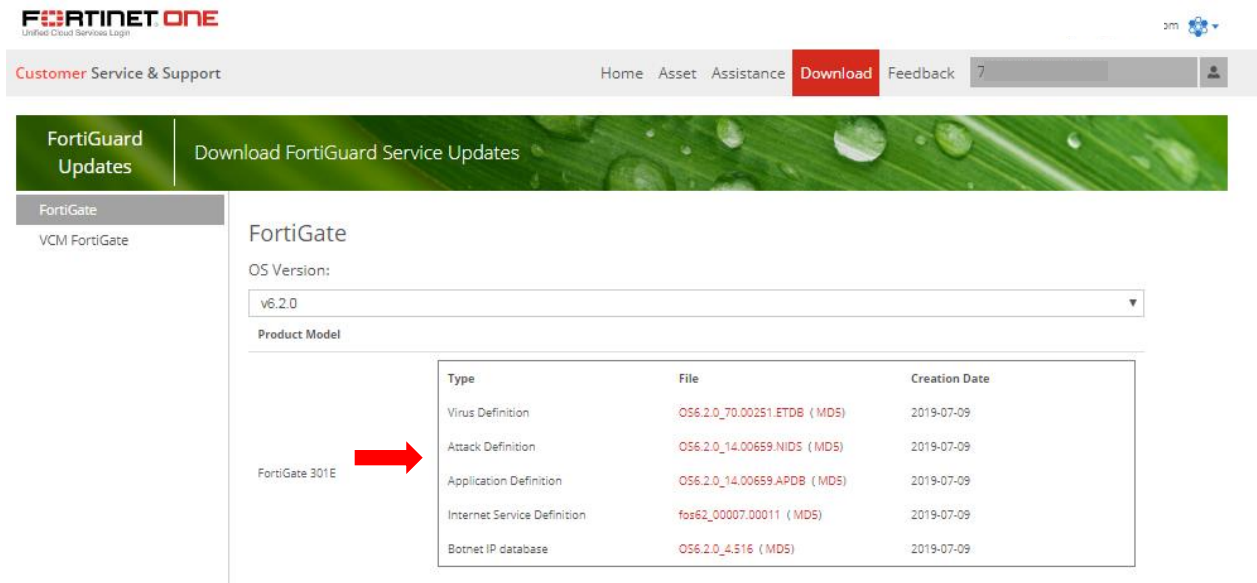 FORTINET ONE
Unified Cloud Services Login
om
Customer Service & Support
Home Asset Assistance Download Feedback 7
FortiGuard
Updates
Download FortiGuard Service Updates
FortiGate
VCM FortiGate
FortiGate
OS Version:
v6.2.0
Product Model
Type File Creation Date
Virus Definition OS6.2.0_70.00251.ETDB (MD5) 2019-07-09
Attack Definition OS6.2.0_14.00659.NIDS (MD5) 2019-07-09
FortiGate 301E
Application Definition OS6.2.0_14.00659.APDB (MD5) 2019-07-09
Internet Service Definition fos62_00007.00011 (MD5) 2019-07-09
Botnet IP database OS6.2.0_4.516 (MD5) 2019-07-09